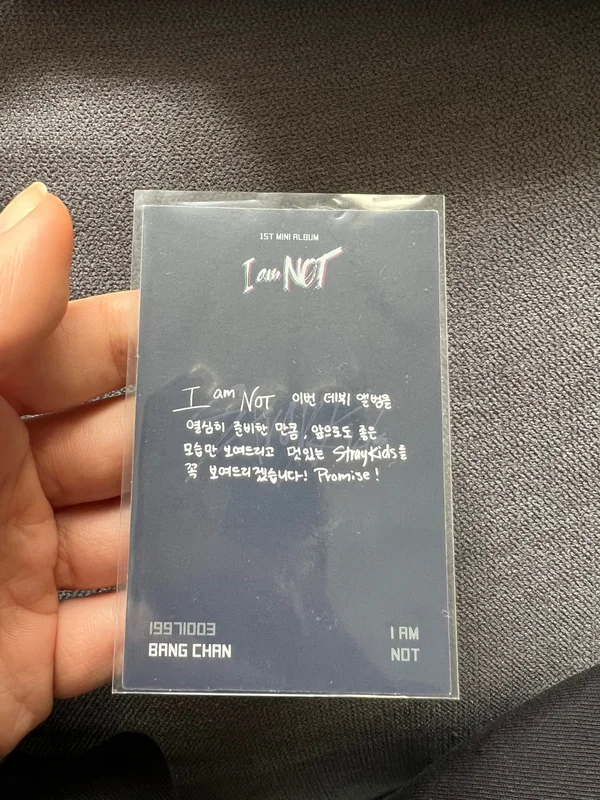 1ST MINI ALBUM
I am NOT
I am NOT 이번 데뷔 앨범을
열심히 준비한 만큼, 앞으로도 좋은
모습만 보여드리고 멋있는 StrayKids를
꼭 보여드리겠습니다! Promise!
19971003
BANG CHAN
I AM
NOT